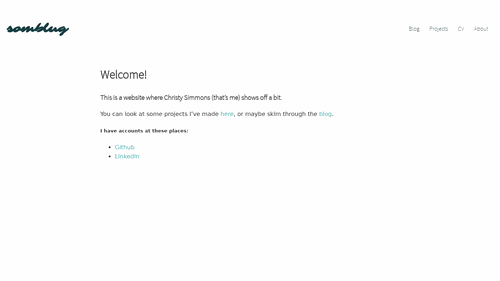 somblug
Blog Projects CV About
Welcome!
This is a website where Christy Simmons (that's me) shows off a bit.
You can look at some projects I've made here, or maybe skim through the blog.
I have accounts at these places:
Github
LinkedIn